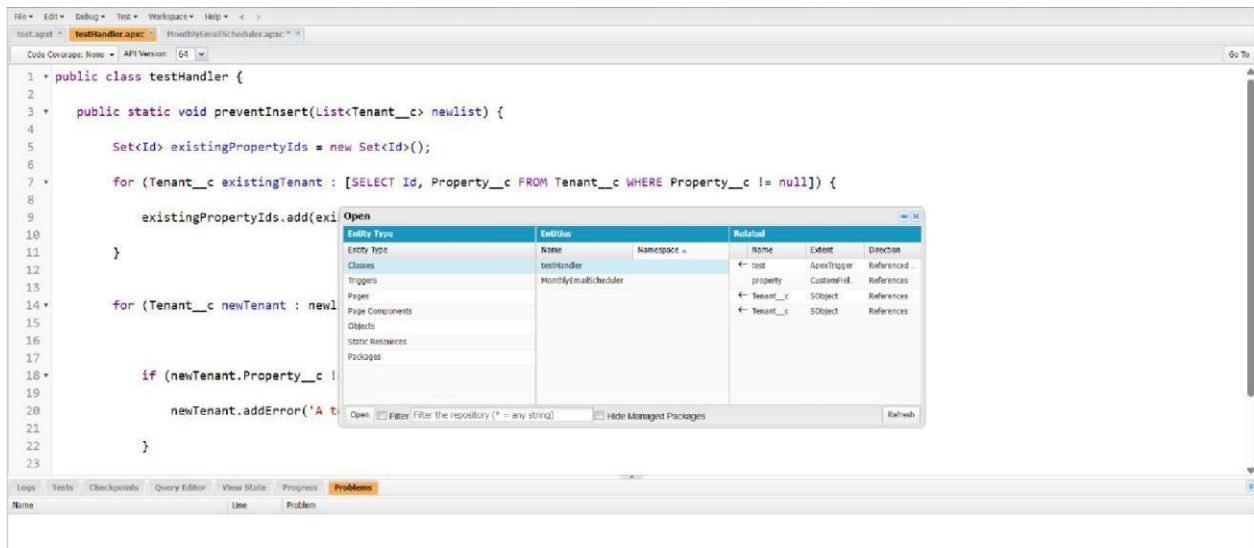 File Edit Debug Test Workspace Help < >
test.apxt testHandler.apxc MonthlyEmailScheduler.apxc *
Code Coverage: None API Version: 64 Go To
1 public class testHandler {
2
3 public static void preventInsert(List<Tenant__c> newlist) {
4
5 Set<Id> existingPropertyIds = new Set<Id>();
6
7 for (Tenant__c existingTenant : [SELECT Id, Property__c FROM Tenant__c WHERE Property__c != null]) {
8
9 existingPropertyIds.add(exi
10
11 }
12
13
14 for (Tenant__c newTenant : newl
15
16
17
18 if (newTenant.Property__c !
19
20 newTenant.addError('A t
21
22 }
23
Open
Entity Type Entities Related
Entity Type Name Namespace Name Extent Direction
Classes testHandler ← test ApexTrigger Referenced ...
Triggers MonthlyEmailScheduler property CustomFiel... References
Pages ← Tenant__c SObject References
Page Components ← Tenant__c SObject References
Objects
Static Resources
Packages
Open Filter Filter the repository (* = any string) Hide Managed Packages Refresh
Logs Tests Checkpoints Query Editor View State Progress Problems
Name Line Problem